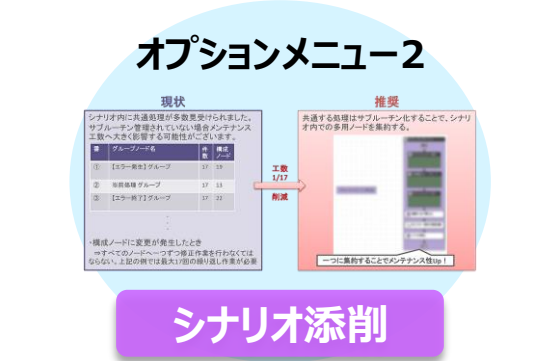 オプションメニュー２
現状
シナリオ内に共通処理が多数見受けられました。
サブルーチン管理されていない場合メンテナンス
工数へ大きく影響する可能性がございます。
グループノード名 件数 構成ノード
① 【エラー発生】グループ 17 19
② 初期処理 グループ 17 13
③ 【エラー終了】グループ 17 22
・構成ノードに変更が発生したとき
⇒すべてのノードへ一つずつ修正作業を行わなくては
ならない。上記の例では最大17回の繰り返し作業が必要
工数
1/17
削減
推奨
共通する処理はサブルーチン化することで、シナリ
オ内での多用ノードを集約する。
一つに集約することでメンテナンス性Up！
シナリオ添削